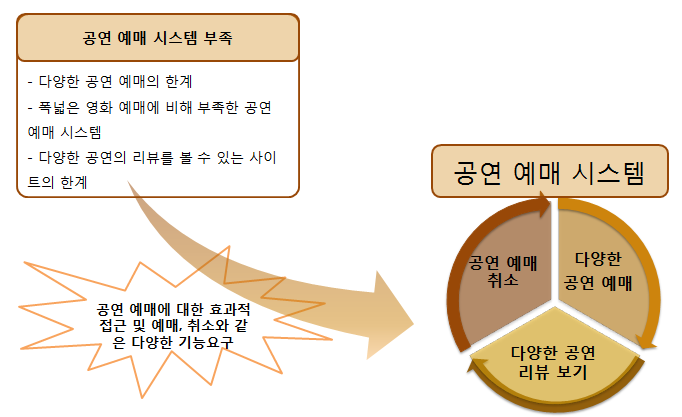 공연 예매 시스템 부족
- 다양한 공연 예매의 한계
- 폭넓은 영화 예매에 비해 부족한 공연
예매 시스템
- 다양한 공연의 리뷰를 볼 수 있는 사이
트의 한계
공연 예매에 대한 효과적
접근 및 예매, 취소와 같
은 다양한 기능요구
공연 예매 시스템
공연 예매
취소
다양한
공연 예매
다양한 공연
리뷰 보기